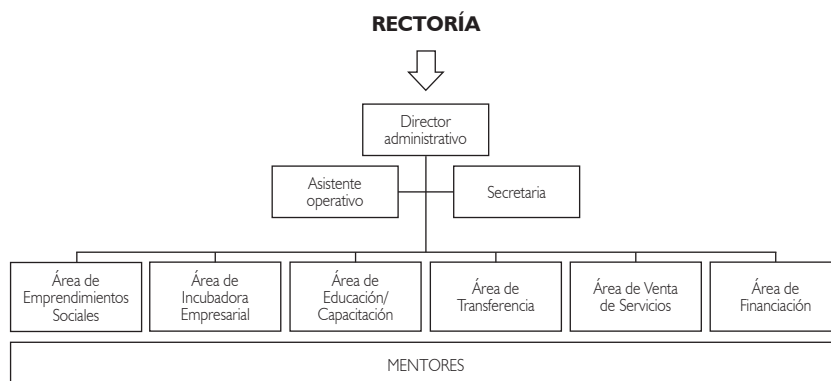 RECTORÍA
Director
administrativo
Asistente
operativo
Secretaria
Área de
Emprendimientos
Sociales
Área de
Incubadora
Empresarial
Área de
Educación/
Capacitación
Área de
Transferencia
Área de Venta
de Servicios
Área de
Financiación
MENTORES